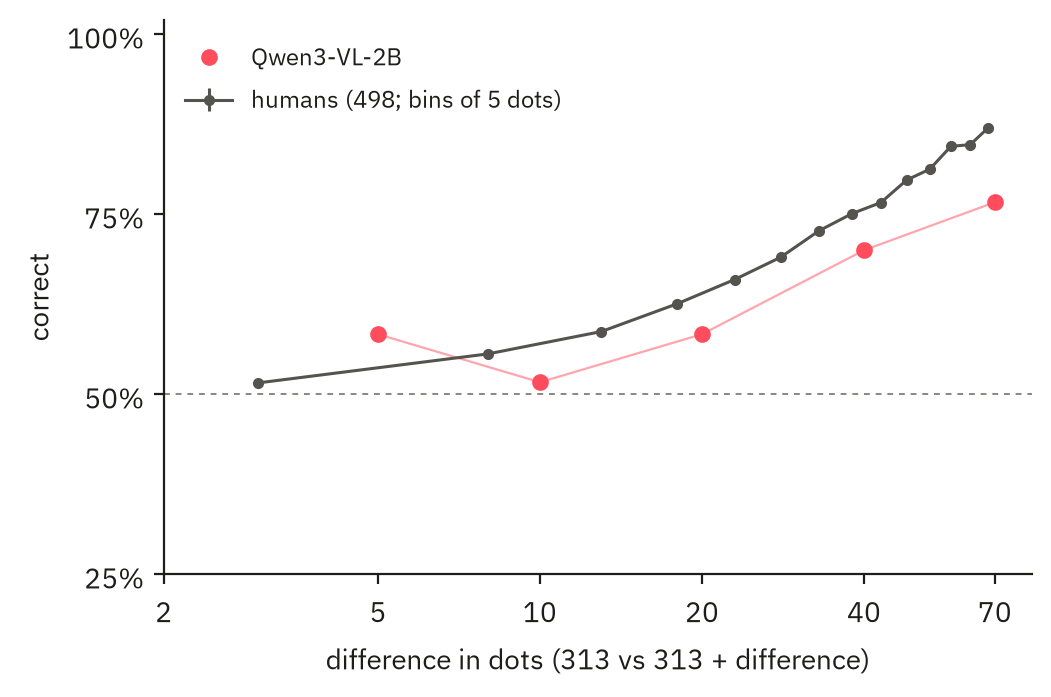 100%
75%
50%
25%
correct
Qwen3-VL-2B
humans (498; bins of 5 dots)
2 5 10 20 40 70
difference in dots (313 vs 313 + difference)